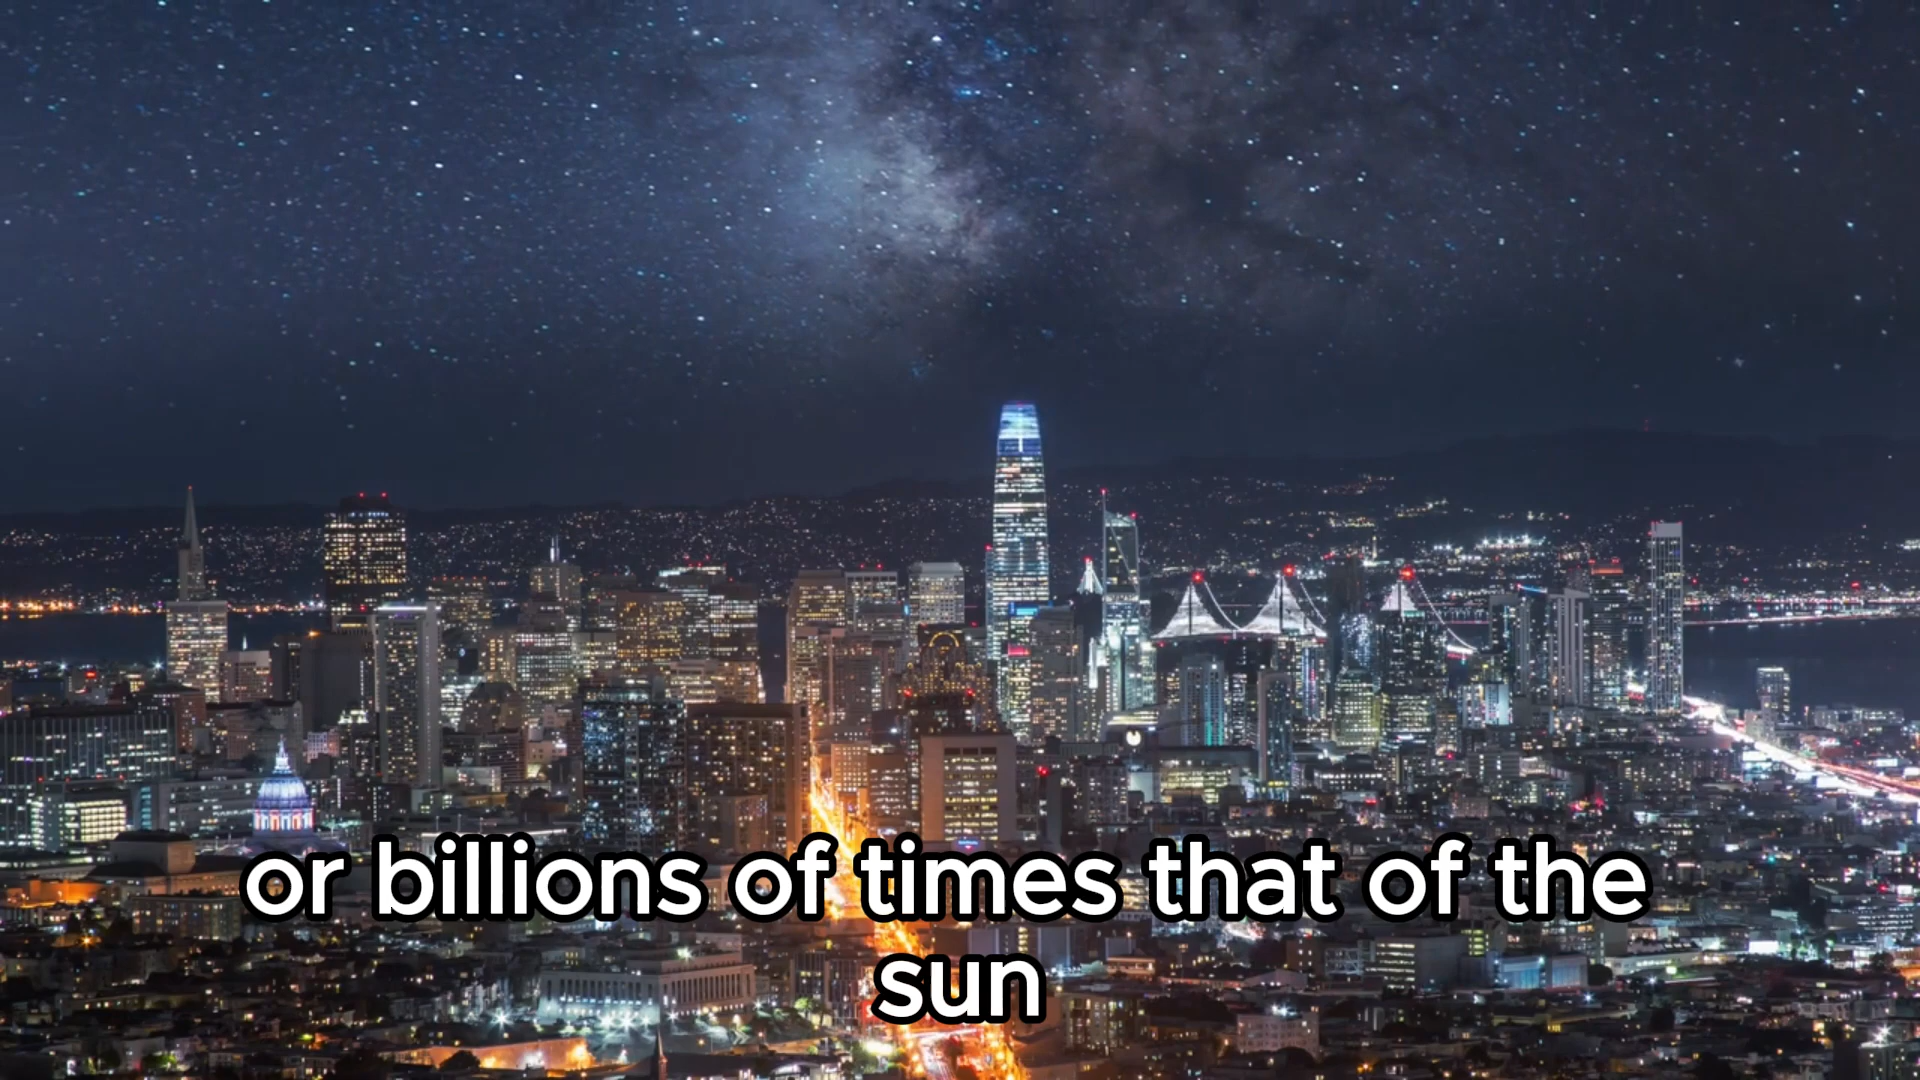 or billions of times that of the
sun